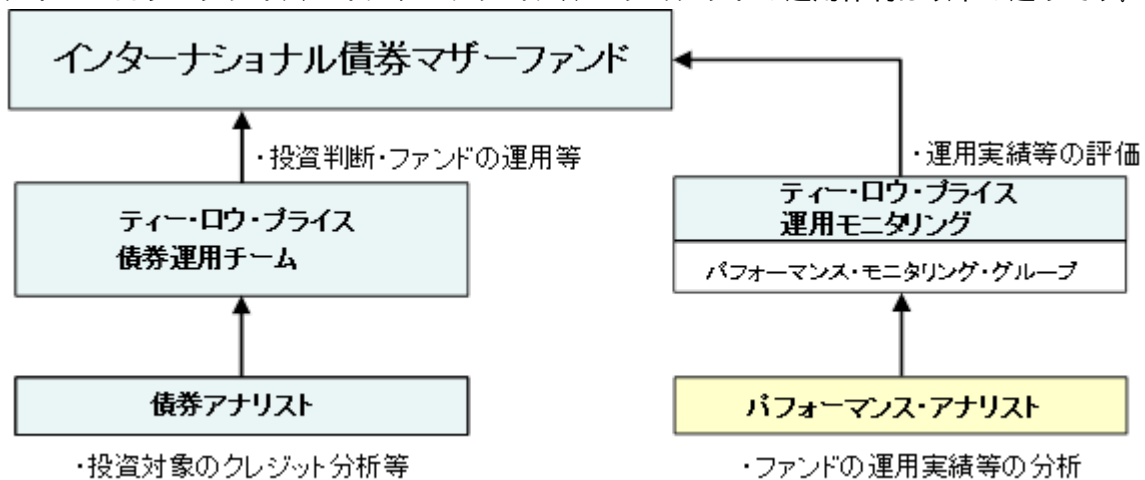 インターナショナル債券マザーファンド
・投資判断・ファンドの運用等
・運用実績等の評価
ティー・ロウ・プライス
債券運用チーム
ティー・ロウ・プライス
運用モニタリング
パフォーマンス・モニタリング・グループ
債券アナリスト
パフォーマンス・アナリスト
・投資対象のクレジット分析等
・ファンドの運用実績等の分析